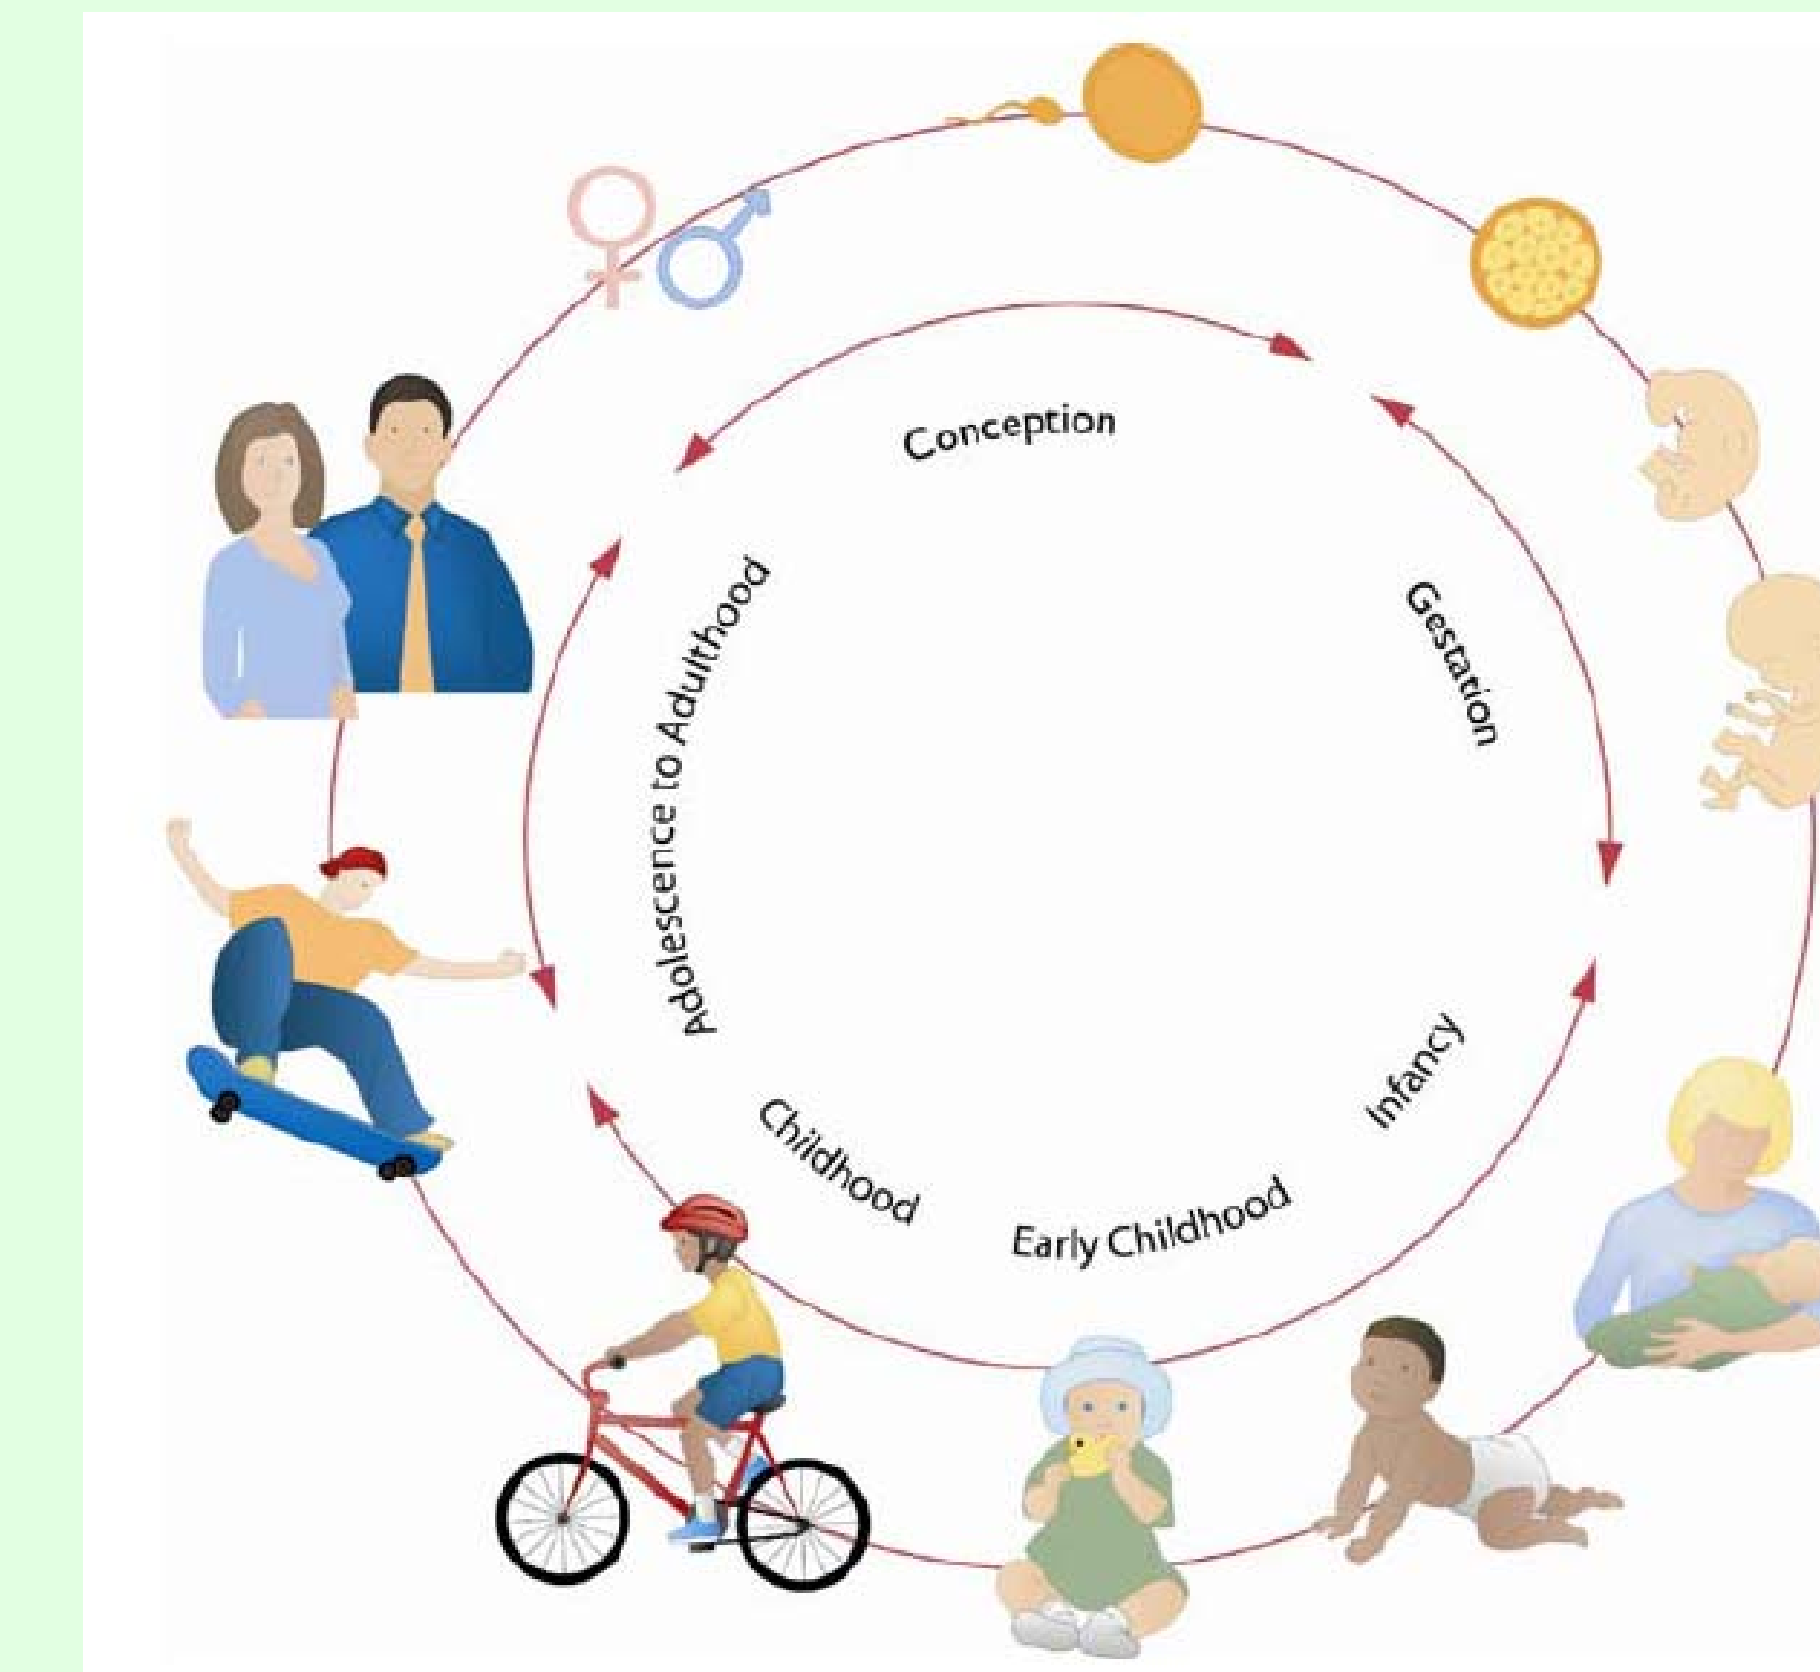 Conception
Gestation
Infancy
Early Childhood
Childhood
Adolescence to Adulthood